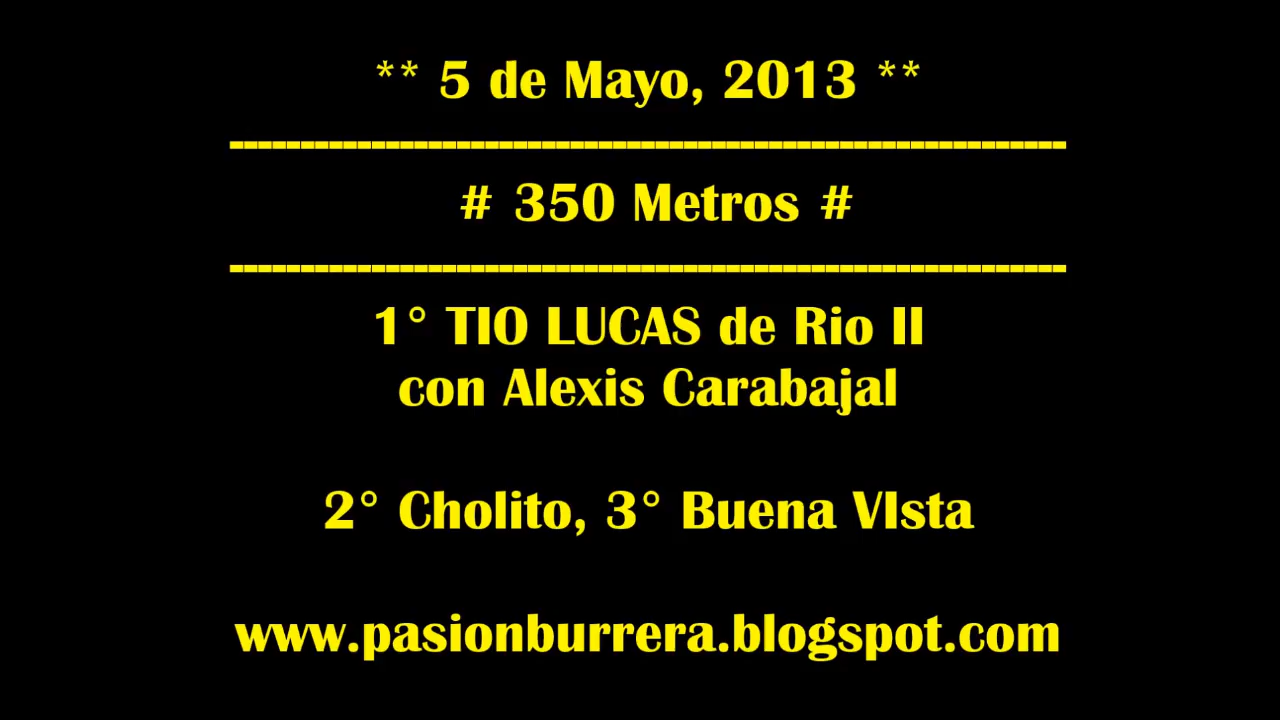 ** 5 de Mayo, 2013 **
-----------------------------------------------------------
# 350 Metros #
-----------------------------------------------------------
1° TIO LUCAS de Rio II
con Alexis Carabajal
2° Cholito, 3° Buena VIsta
www.pasionburrera.blogspot.com